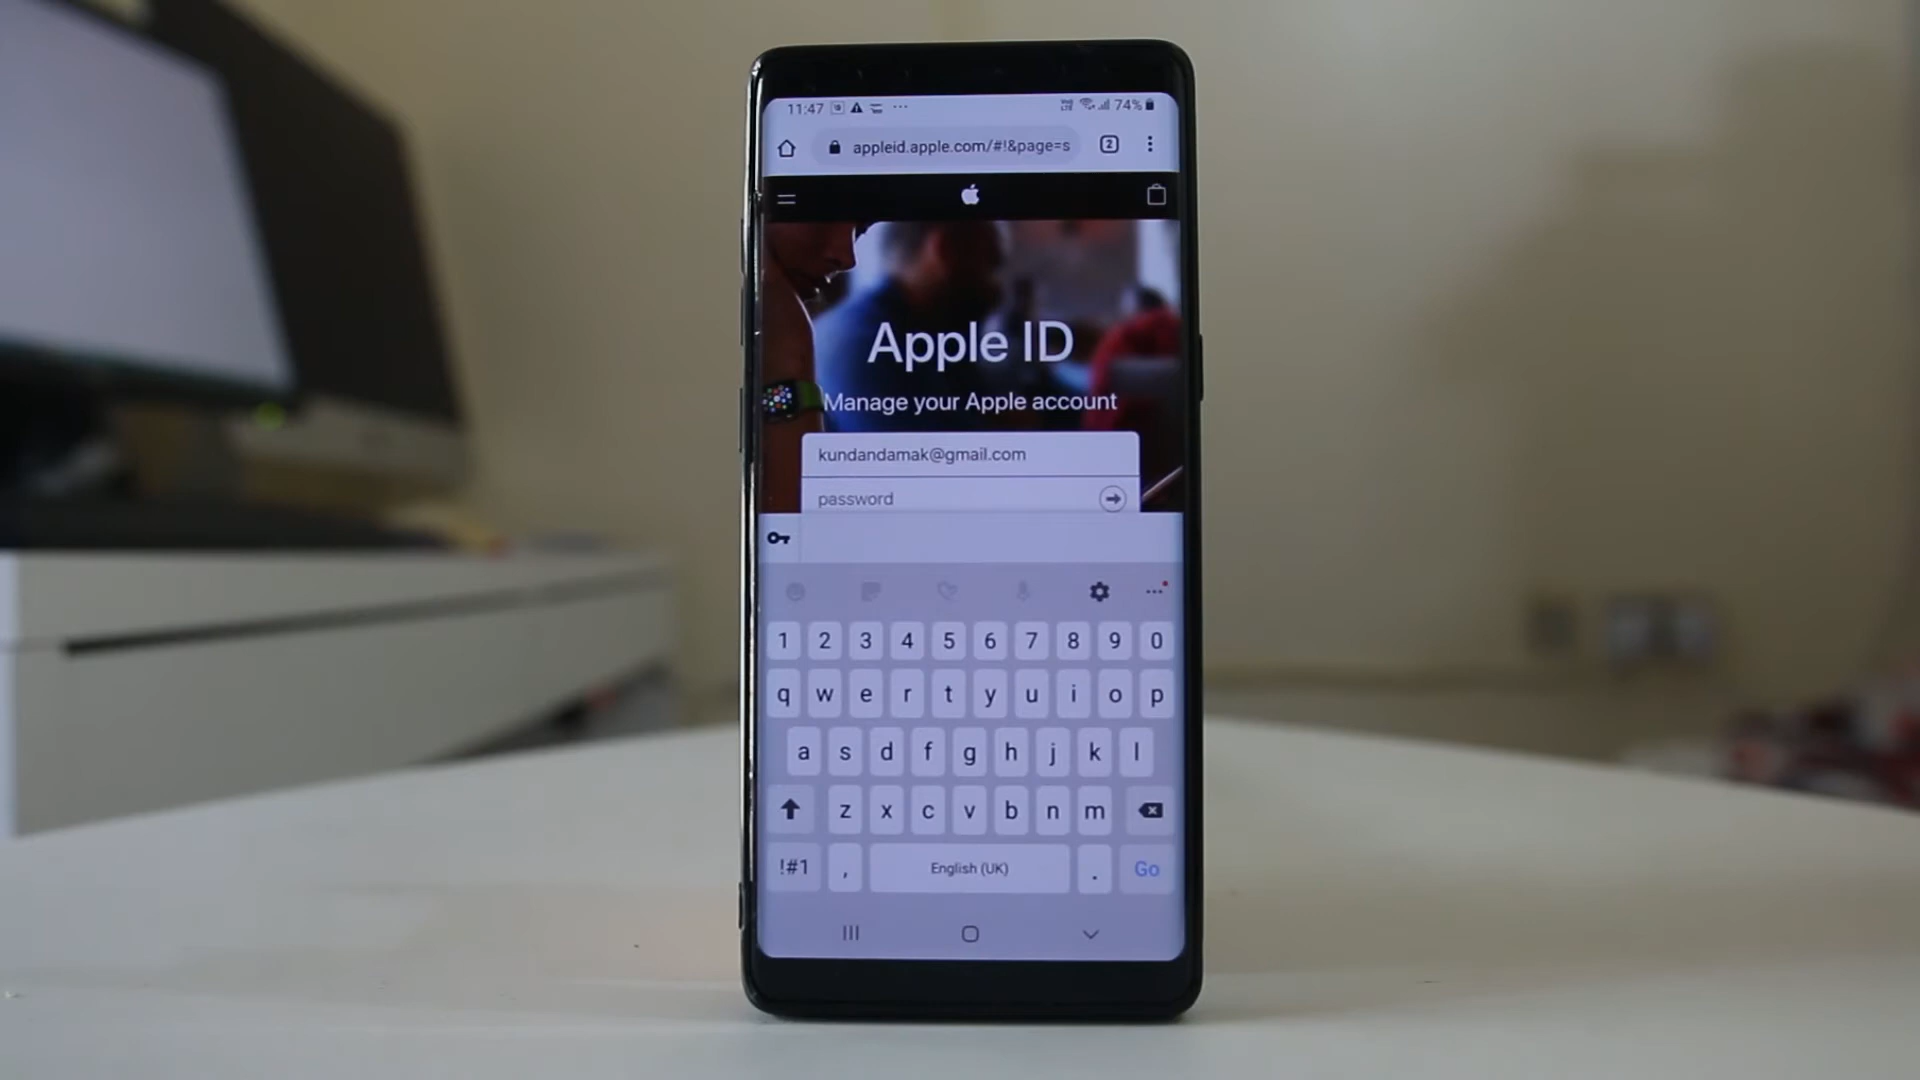 11:47 74%
appleid.apple.com/#!&page=s 2
Apple ID
Manage your Apple account
kundandamak@gmail.com
password
1 2 3 4 5 6 7 8 9 0
q w e r t y u i o p
a s d f g h j k l
z x c v b n m
!#1 , English (UK) . Go